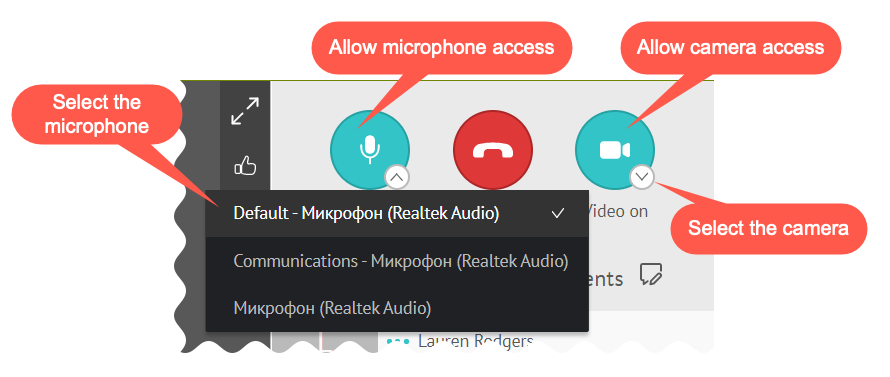 Allow microphone access
Allow camera access
Select the
microphone
Default - Микрофон (Realtek Audio)
Video on
Select the camera
Communications - Микрофон (Realtek Audio)
ents
Микрофон (Realtek Audio)
Lauren Rodgers